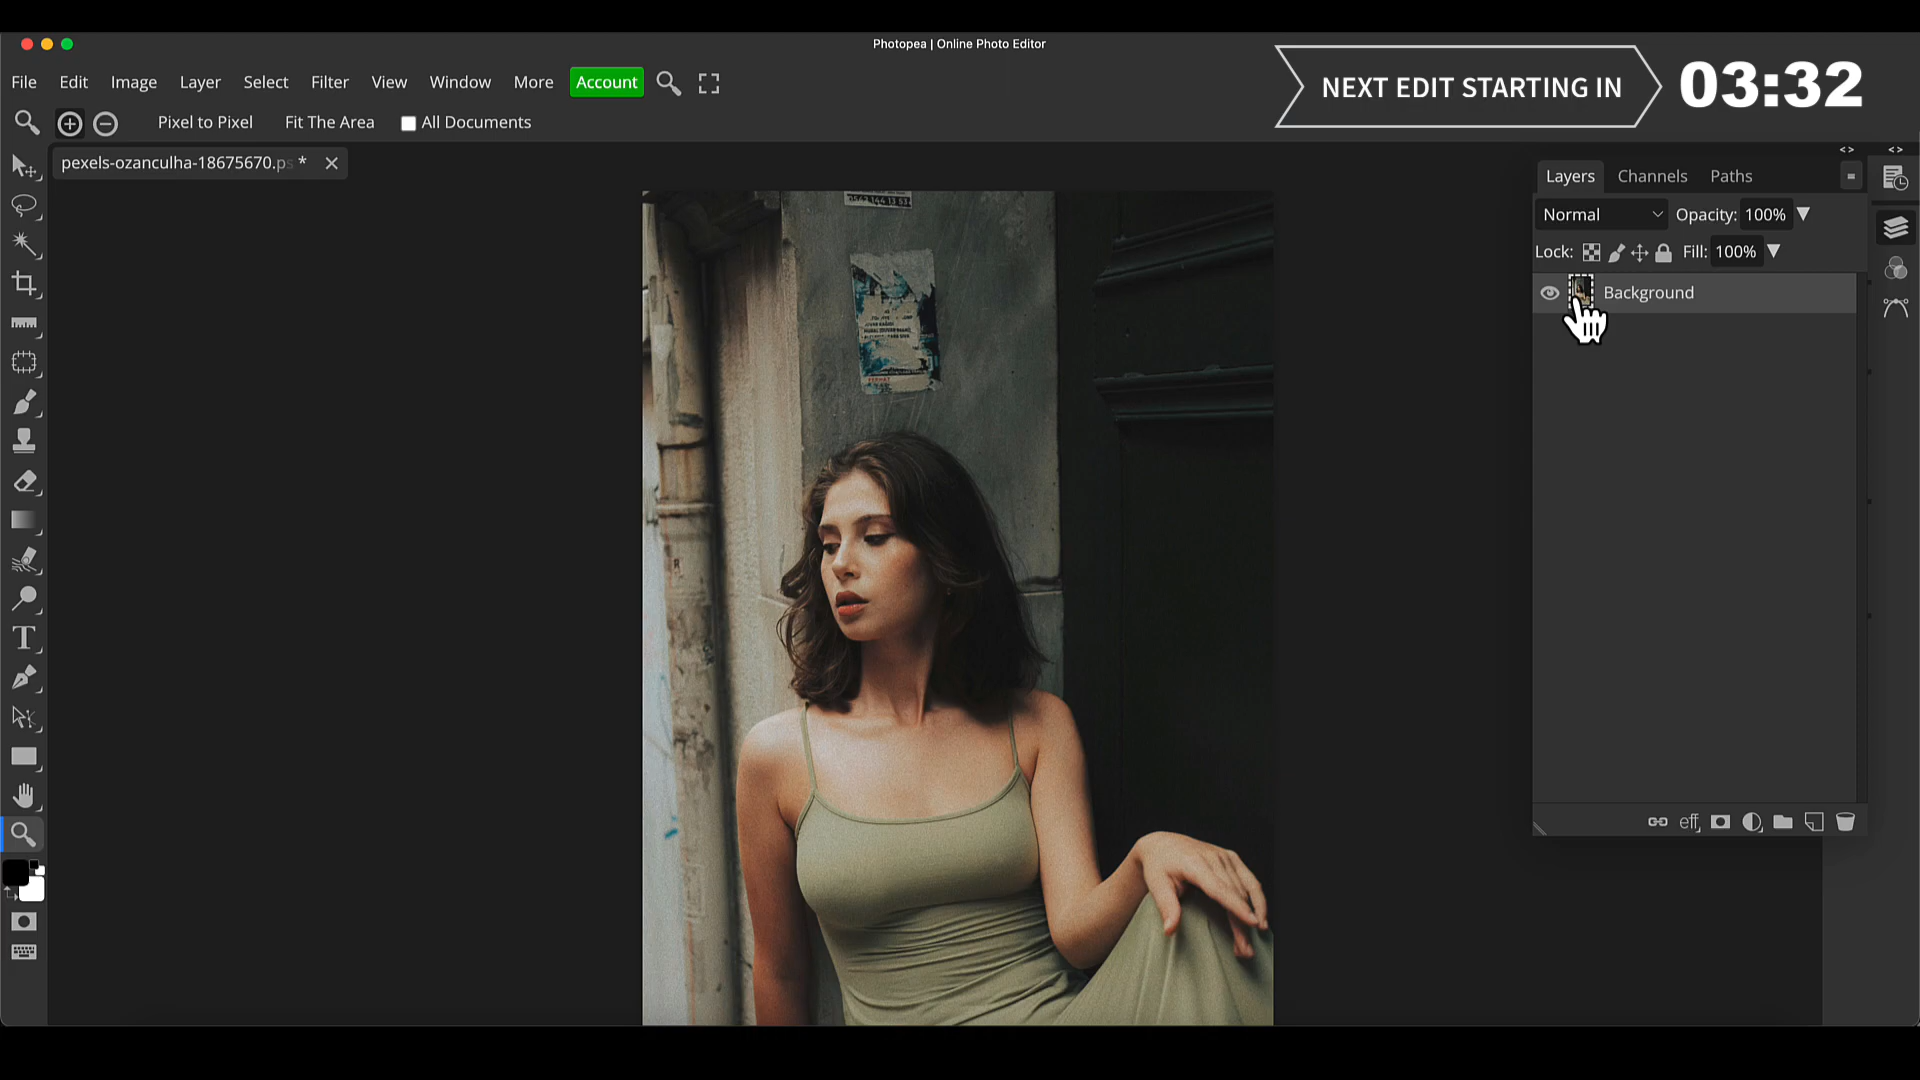 Photopea | Online Photo Editor
File Edit Image Layer Select Filter View Window More Account
NEXT EDIT STARTING IN 03:32
Pixel to Pixel Fit The Area All Documents
pexels-ozanculha-18675670.ps *
Layers Channels Paths
Normal Opacity: 100%
Lock: Fill: 100%
Background
eff